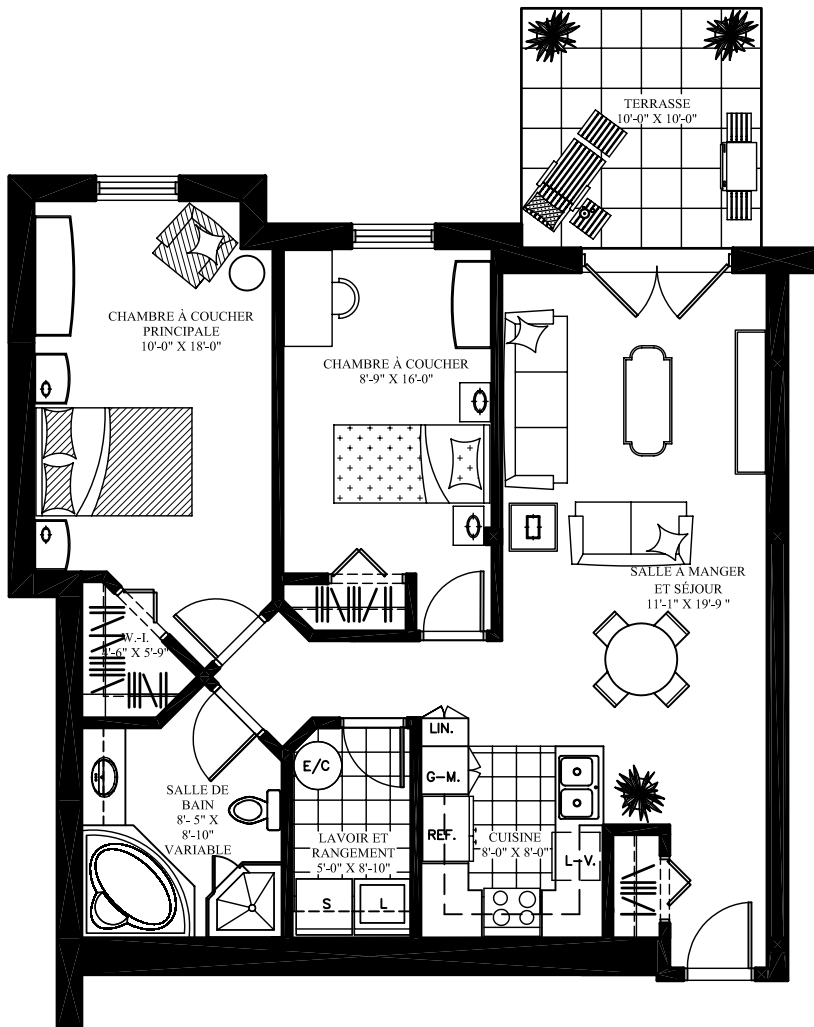 TERRASSE
10'-0" X 10'-0"
CHAMBRE À COUCHER
PRINCIPALE
10'-0" X 18'-0"
CHAMBRE À COUCHER
8'-9" X 16'-0"
SALLE À MANGER
ET SÉJOUR
11'-1" X 19'-9 "
W.-I.
4'-6" X 5'-9"
LIN.
G-M.
E/C
SALLE DE
BAIN
8'- 5" X
8'-10"
VARIABLE
LAVOIR ET
RANGEMENT
5'-0" X 8'-10"
REF.
CUISINE
8'-0" X 8'-0"
L-V.
S
L